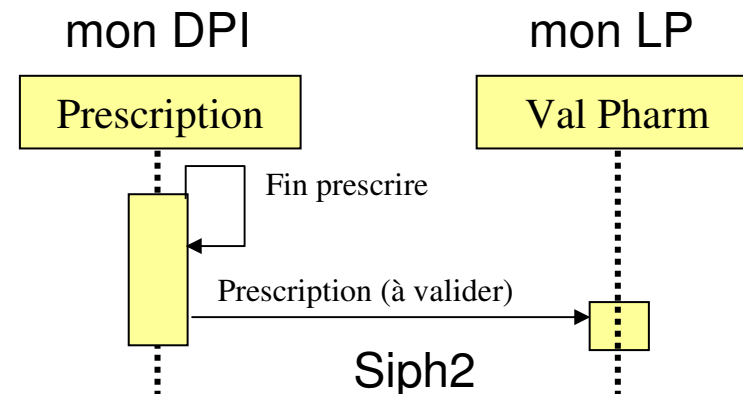 mon DPI
mon LP
Prescription
Val Pharm
Fin prescrire
Prescription (à valider)
Siph2